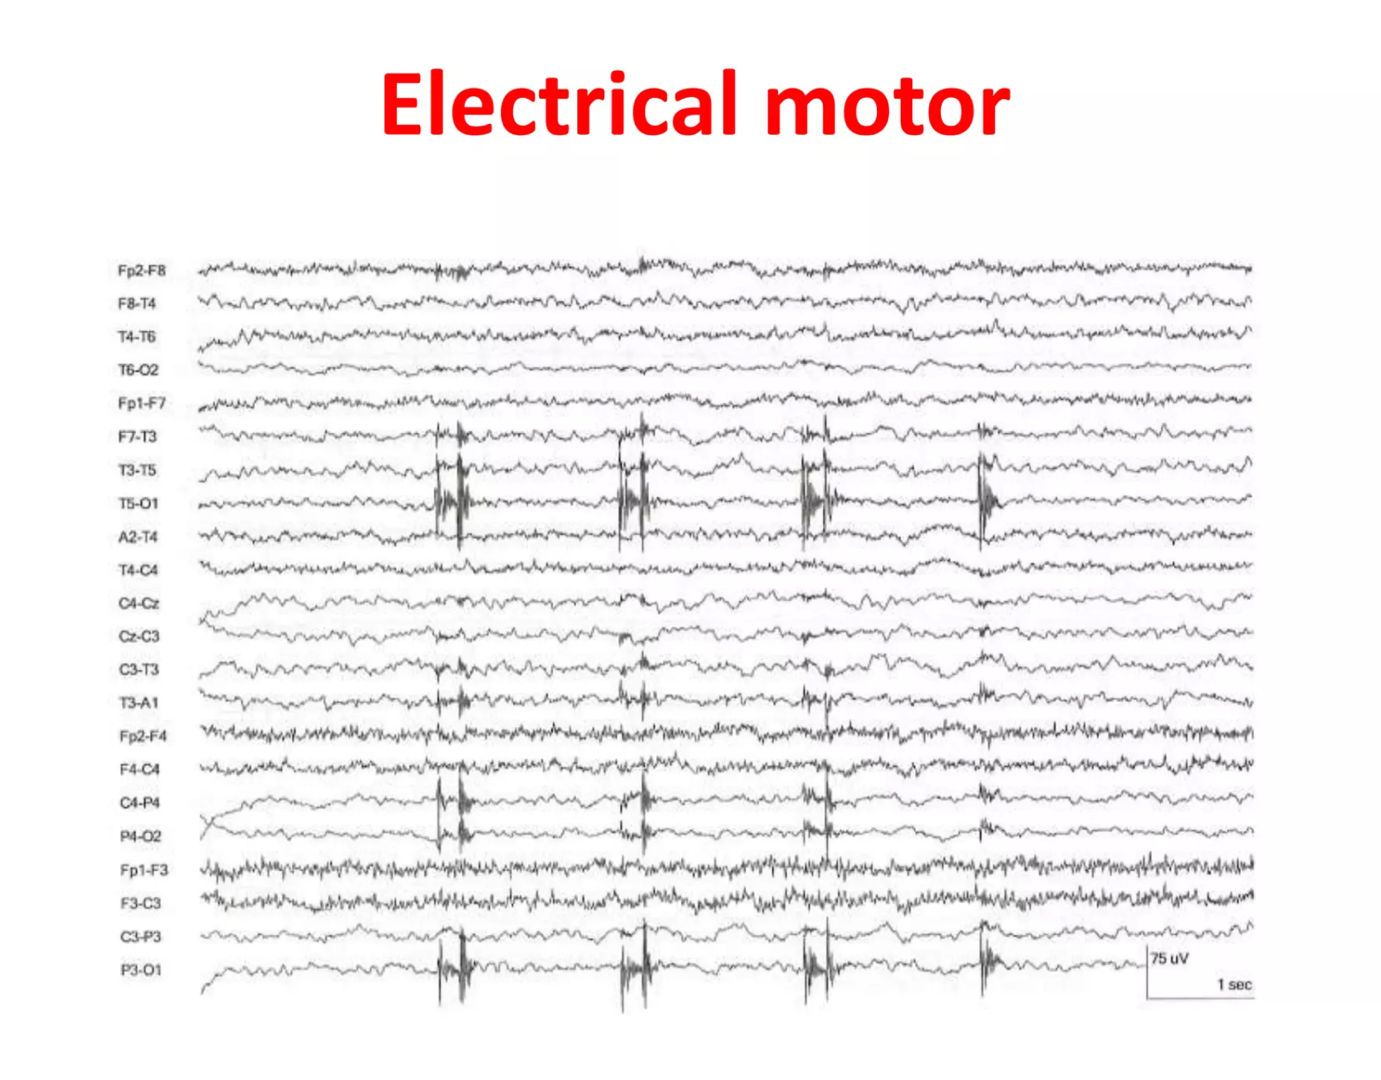 Electrical motor
Fp2-F8
F8-T4
T4-T6
T6-O2
Fp1-F7
F7-T3
T3-T5
T5-O1
A2-T4
T4-C4
C4-Cz
Cz-C3
C3-T3
T3-A1
Fp2-F4
F4-C4
C4-P4
P4-O2
Fp1-F3
F3-C3
C3-P3
P3-O1
75 uV
1 sec